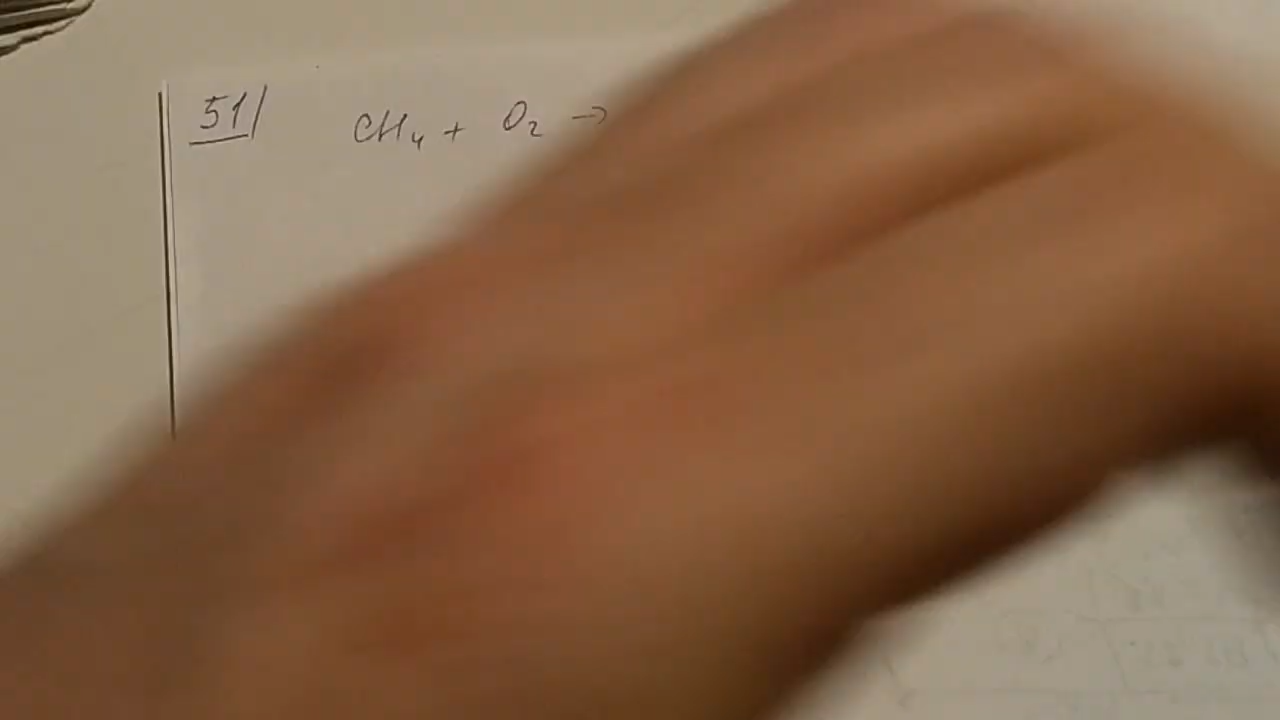 51| CH₄ + O₂ →